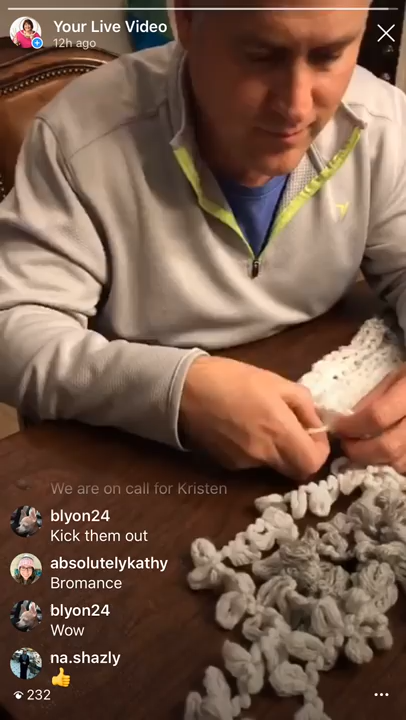 Your Live Video
12h ago
We are on call for Kristen
blyon24
Kick them out
absolutelykathy
Bromance
blyon24
Wow
na.shazly
👍
232